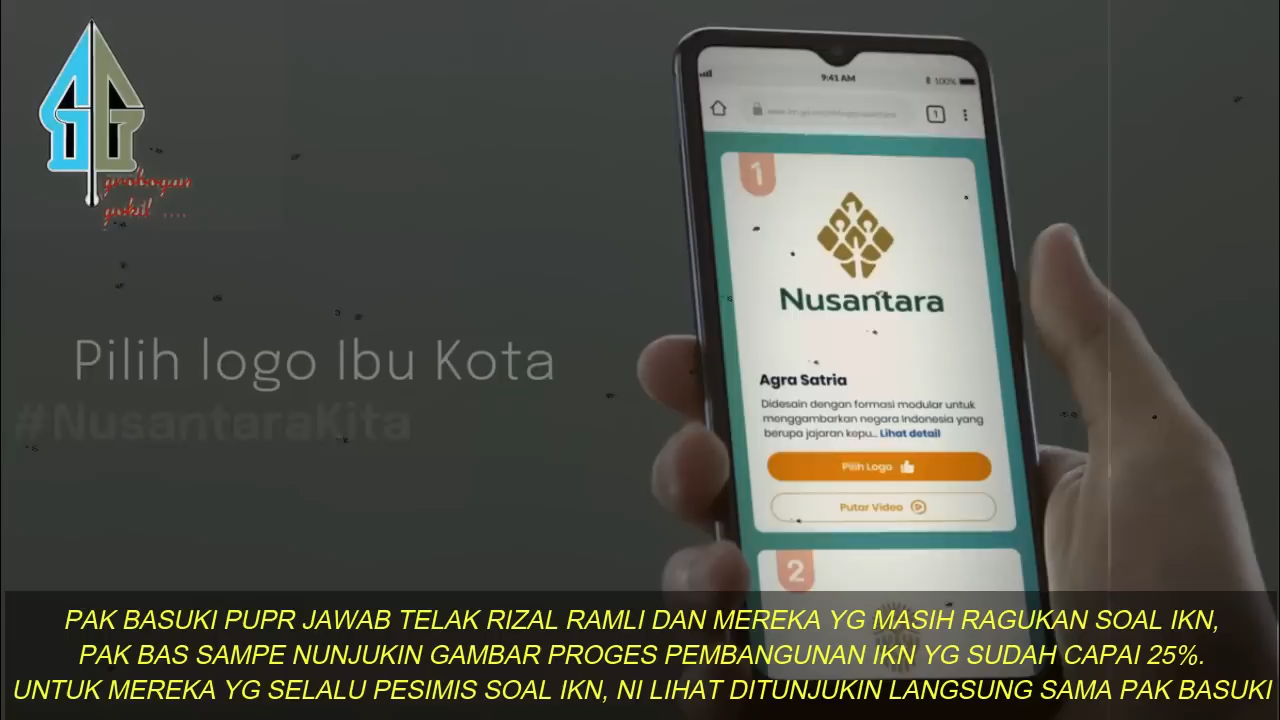 9:41 AM
100%
1
1
Nusantara
Agra Satria
Didesain dengan formasi modular untuk
menggambarkan negara Indonesia yang
berupa jajaran kepu... Lihat detail
Pilih Logo
Putar Video
2
Pilih logo Ibu Kota
#NusantaraKita
PAK BASUKI PUPR JAWAB TELAK RIZAL RAMLI DAN MEREKA YG MASIH RAGUKAN SOAL IKN,
PAK BAS SAMPE NUNJUKIN GAMBAR PROGES PEMBANGUNAN IKN YG SUDAH CAPAI 25%.
UNTUK MEREKA YG SELALU PESIMIS SOAL IKN, NI LIHAT DITUNJUKIN LANGSUNG SAMA PAK BASUKI